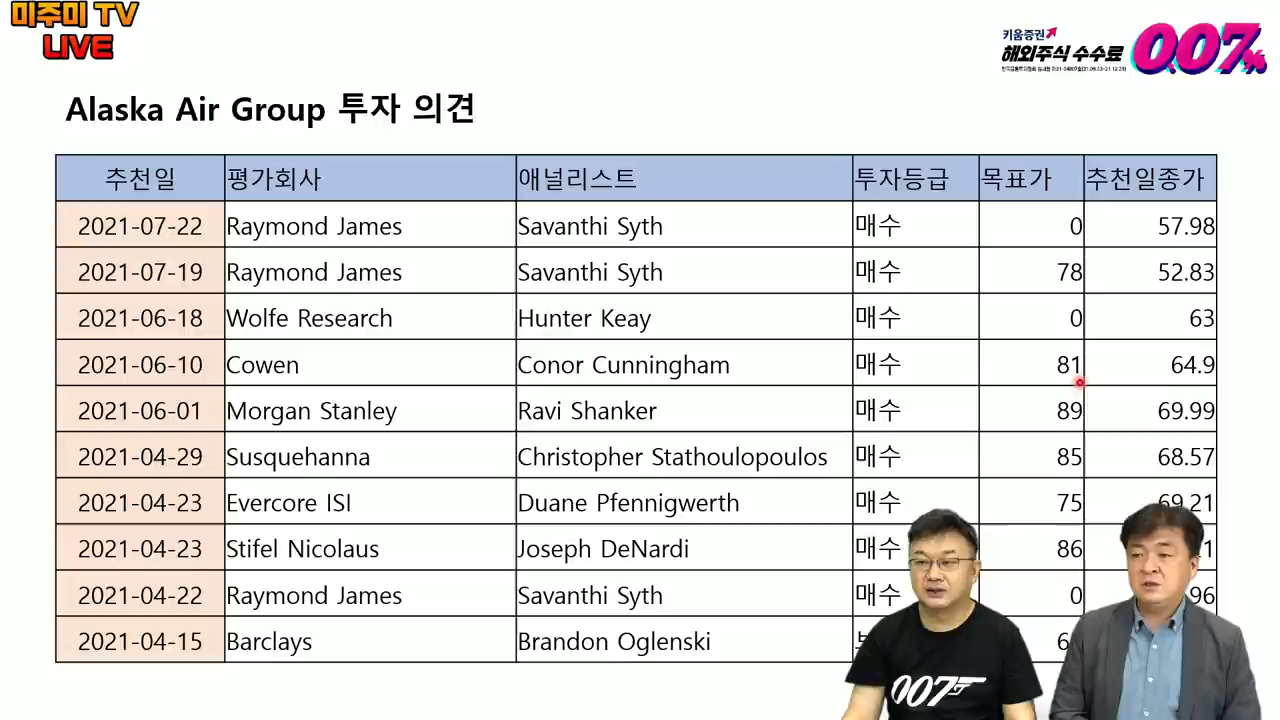 미주미 TV
LIVE
키움증권
해외주식 수수료
0.07%
Alaska Air Group 투자 의견
추천일 평가회사 애널리스트 투자등급 목표가 추천일종가
2021-07-22 Raymond James Savanthi Syth 매수 0 57.98
2021-07-19 Raymond James Savanthi Syth 매수 78 52.83
2021-06-18 Wolfe Research Hunter Keay 매수 0 63
2021-06-10 Cowen Conor Cunningham 매수 81 64.9
2021-06-01 Morgan Stanley Ravi Shanker 매수 89 69.99
2021-04-29 Susquehanna Christopher Stathoulopoulos 매수 85 68.57
2021-04-23 Evercore ISI Duane Pfennigwerth 매수 75 69.21
2021-04-23 Stifel Nicolaus Joseph DeNardi 매수 86
2021-04-22 Raymond James Savanthi Syth 매수 0
2021-04-15 Barclays Brandon Oglenski
007